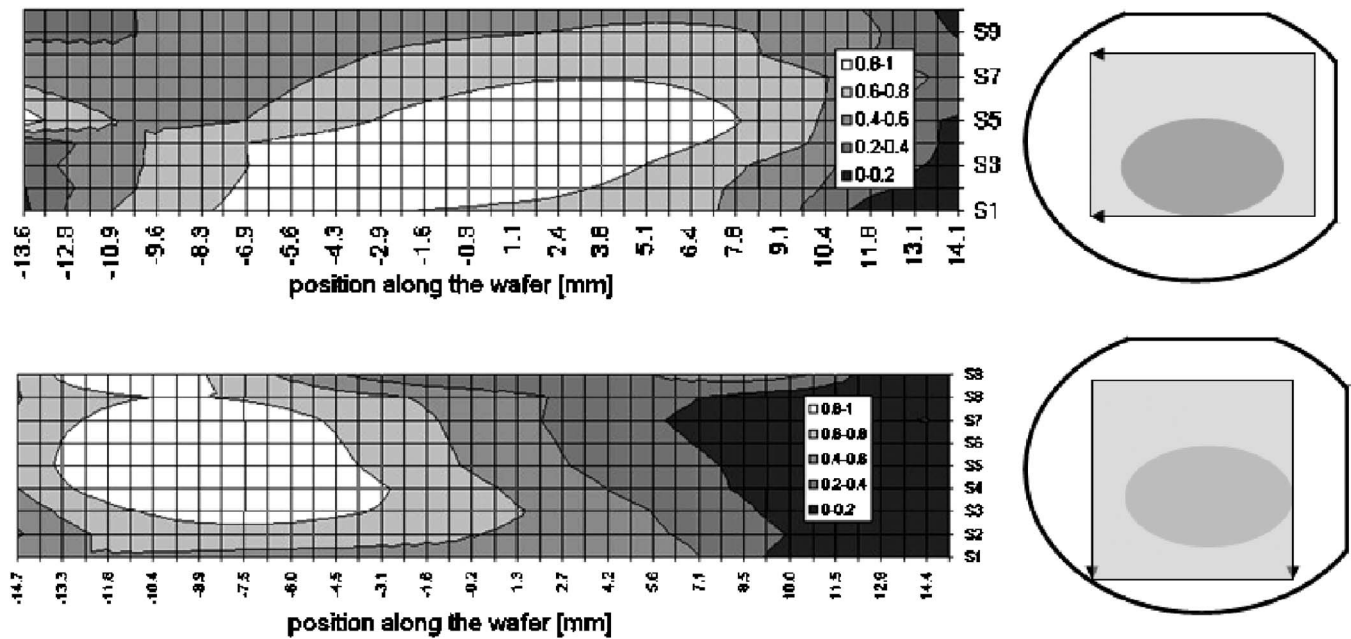 S9
S7
S5
S3
S1
0.8-1
0.6-0.8
0.4-0.6
0.2-0.4
0-0.2
-13.6 -12.8 -10.9 -9.6 -8.3 -6.9 -5.6 -4.3 -2.9 -1.6 -0.3 1.1 2.4 3.8 5.1 6.4 7.8 9.1 10.4 11.8 13.1 14.1
position along the wafer [mm]
S9
S8
S7
S6
S5
S4
S3
S2
S1
0.8-1
0.6-0.8
0.4-0.6
0.2-0.4
0-0.2
-14.7 -13.3 -11.8 -10.4 -8.9 -7.5 -6.0 -4.5 -3.1 -1.6 -0.2 1.3 2.7 4.2 5.6 7.1 8.5 10.0 11.5 12.9 14.4
position along the wafer [mm]